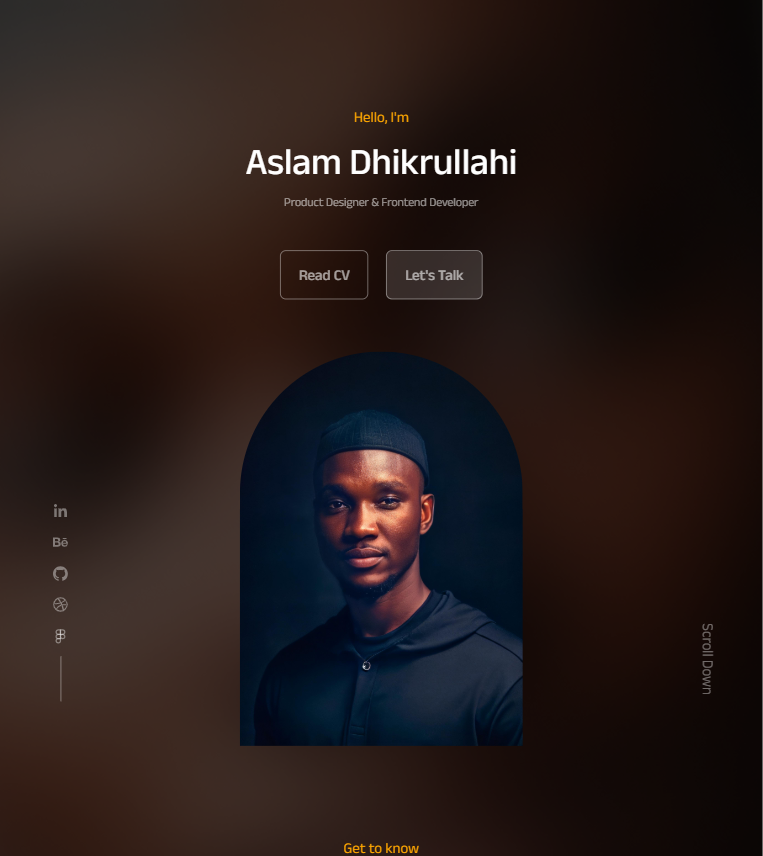 Hello, I'm
Aslam Dhikrullahi
Product Designer & Frontend Developer
Read CV
Let's Talk
in
Bē
Scroll Down
Get to know